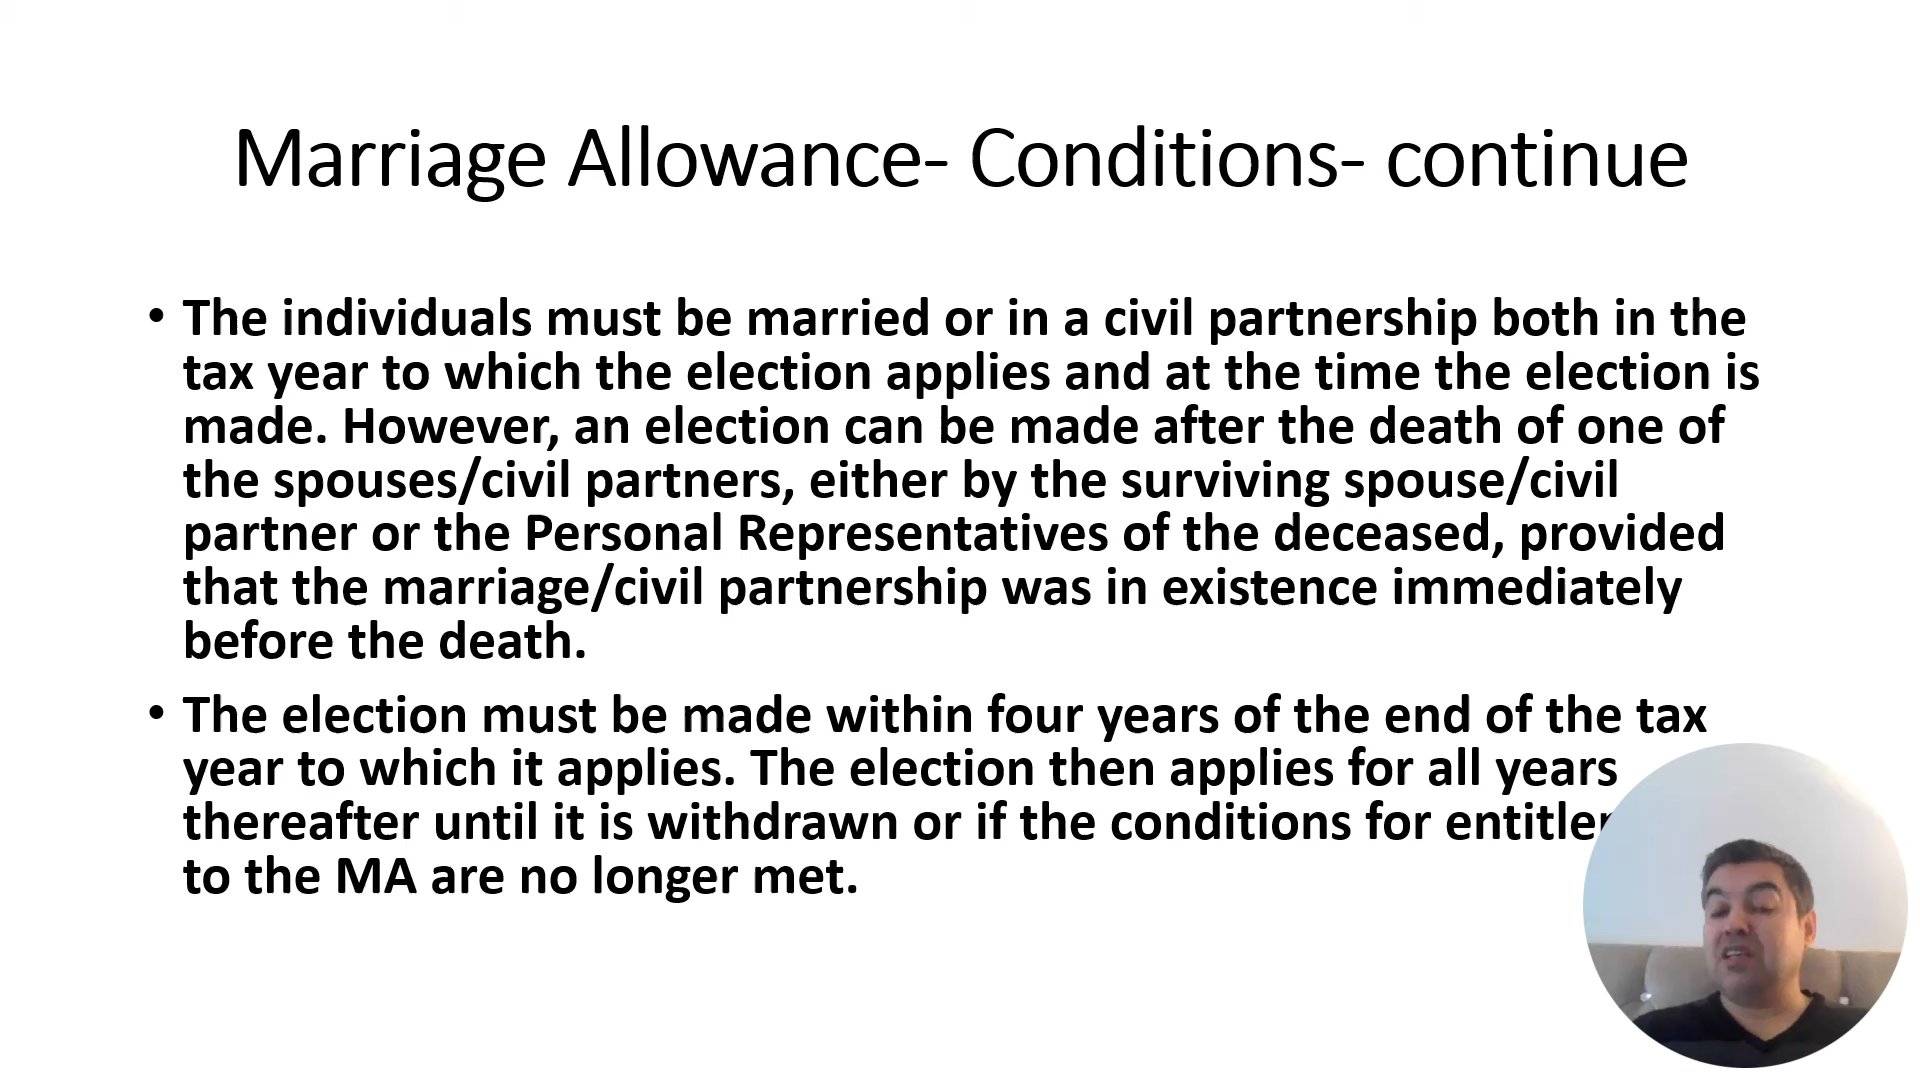 Marriage Allowance- Conditions- continue
• The individuals must be married or in a civil partnership both in the
tax year to which the election applies and at the time the election is
made. However, an election can be made after the death of one of
the spouses/civil partners, either by the surviving spouse/civil
partner or the Personal Representatives of the deceased, provided
that the marriage/civil partnership was in existence immediately
before the death.
• The election must be made within four years of the end of the tax
year to which it applies. The election then applies for all years
thereafter until it is withdrawn or if the conditions for
to the MA are no longer met.